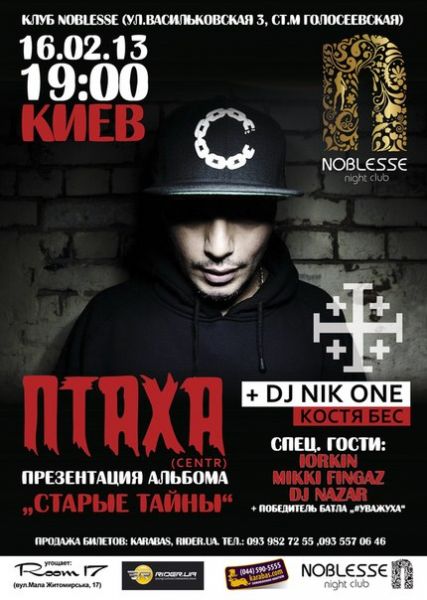 КЛУБ NOBLESSE (УЛ.ВАСИЛЬКОВСКАЯ 3, СТ.М ГОЛОСЕЕВСКАЯ)
16.02.13
19:00
КИЕВ
NOBLESSE
night club
ПТАХА
(CENTR)
ПРЕЗЕНТАЦИЯ АЛЬБОМА
„СТАРЫЕ ТАЙНЫ“
+ DJ NIK ONE
КОСТЯ БЕС
СПЕЦ. ГОСТИ:
IORKIN
MIKKI FINGAZ
DJ NAZAR
+ ПОБЕДИТЕЛЬ БАТЛА „#УВАЖУХА“
ПРОДАЖА БИЛЕТОВ: KARABAS, RIDER.UA. ТЕЛ.: 093 982 72 55 ,093 557 06 46
угощает:
Room 17
(вул.Мала Житомирська, 17)
RIDER.UA
(044) 590-5555
karabas.com
NOBLESSE
night club